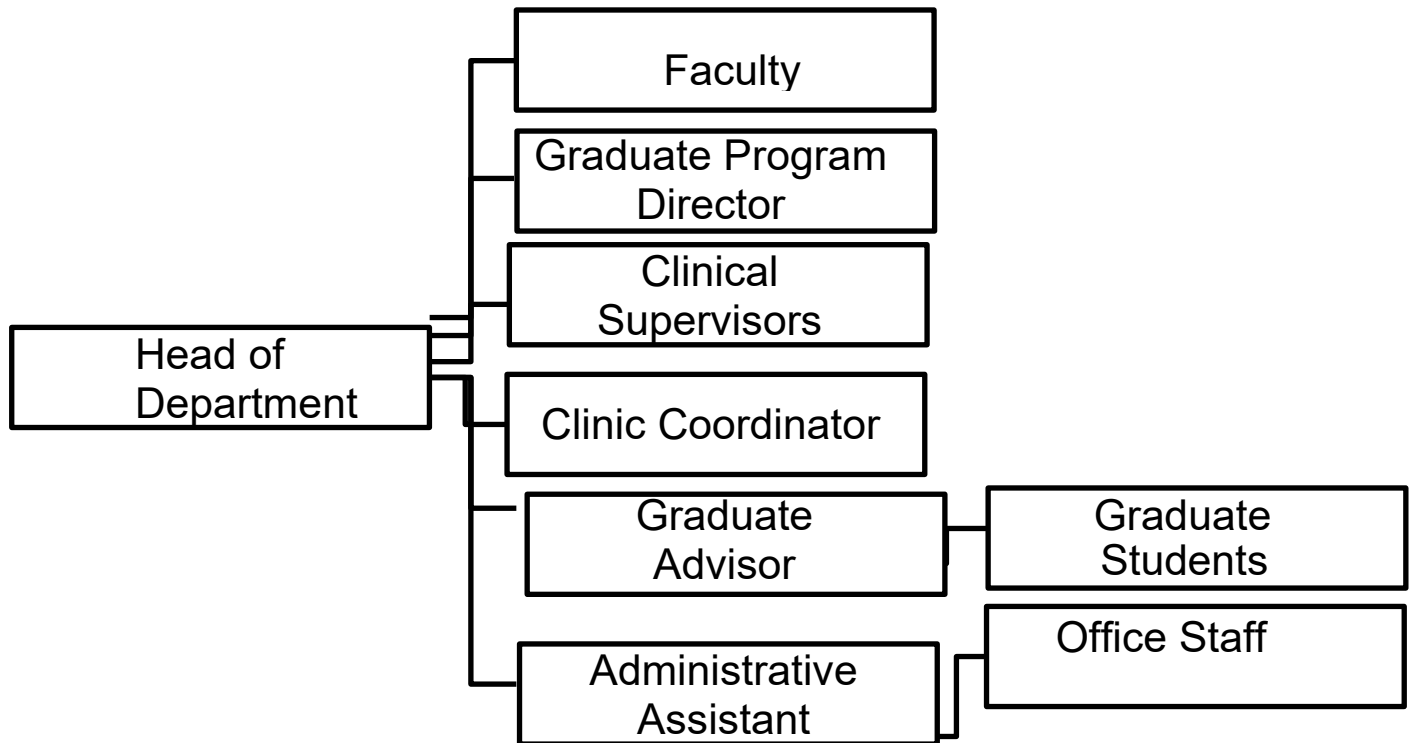 Faculty
Graduate Program
Director
Clinical
Supervisors
Head of
Department
Clinic Coordinator
Graduate
Advisor
Graduate
Students
Administrative
Assistant
Office Staff